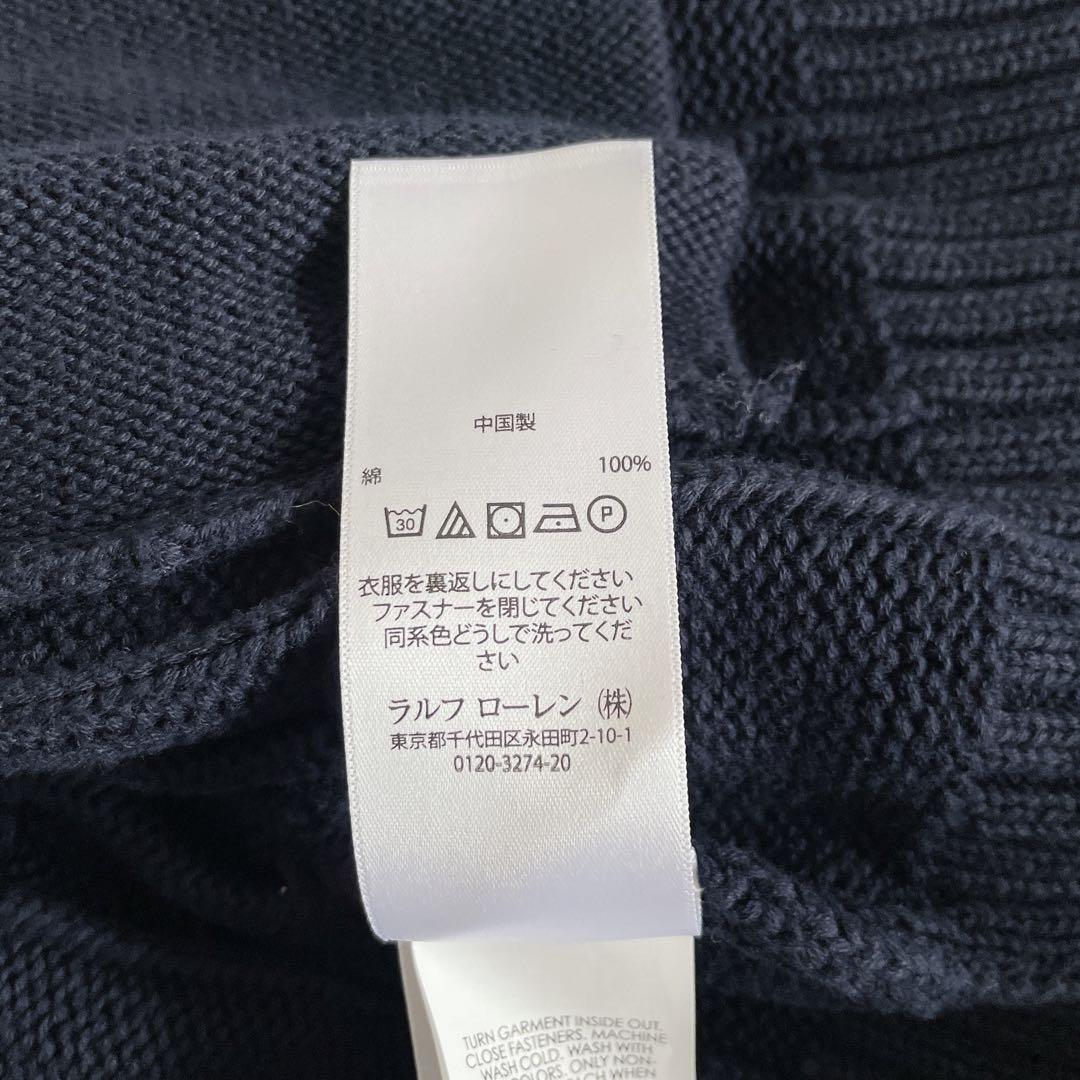 中国製
綿 100%
30 P
衣服を裏返しにしてください
ファスナーを閉じてください
同系色どうしで洗ってくだ
さい
ラルフ ローレン (株)
東京都千代田区永田町2-10-1
0120-3274-20
TURN GARMENT INSIDE OUT.
CLOSE FASTENERS. MACHINE
WASH COLD. WASH WITH
COLORS. ONLY NON-
WHEN